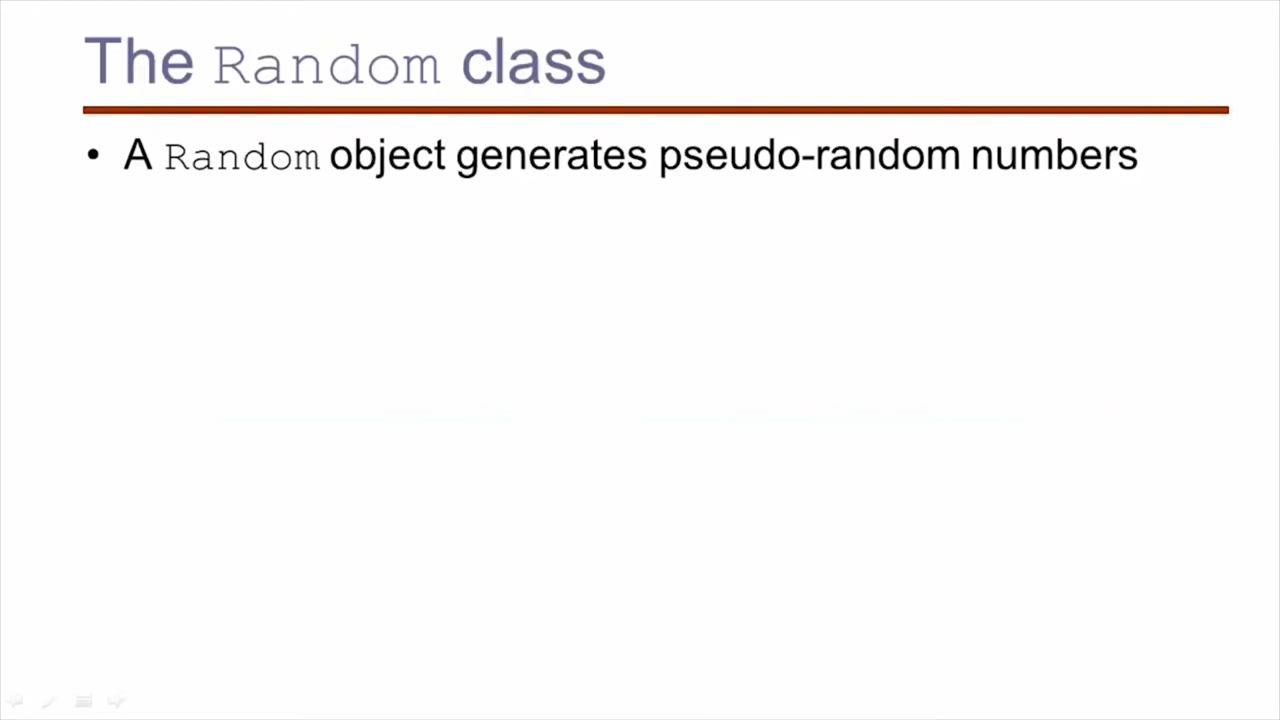 The Random class
• A Random object generates pseudo-random numbers